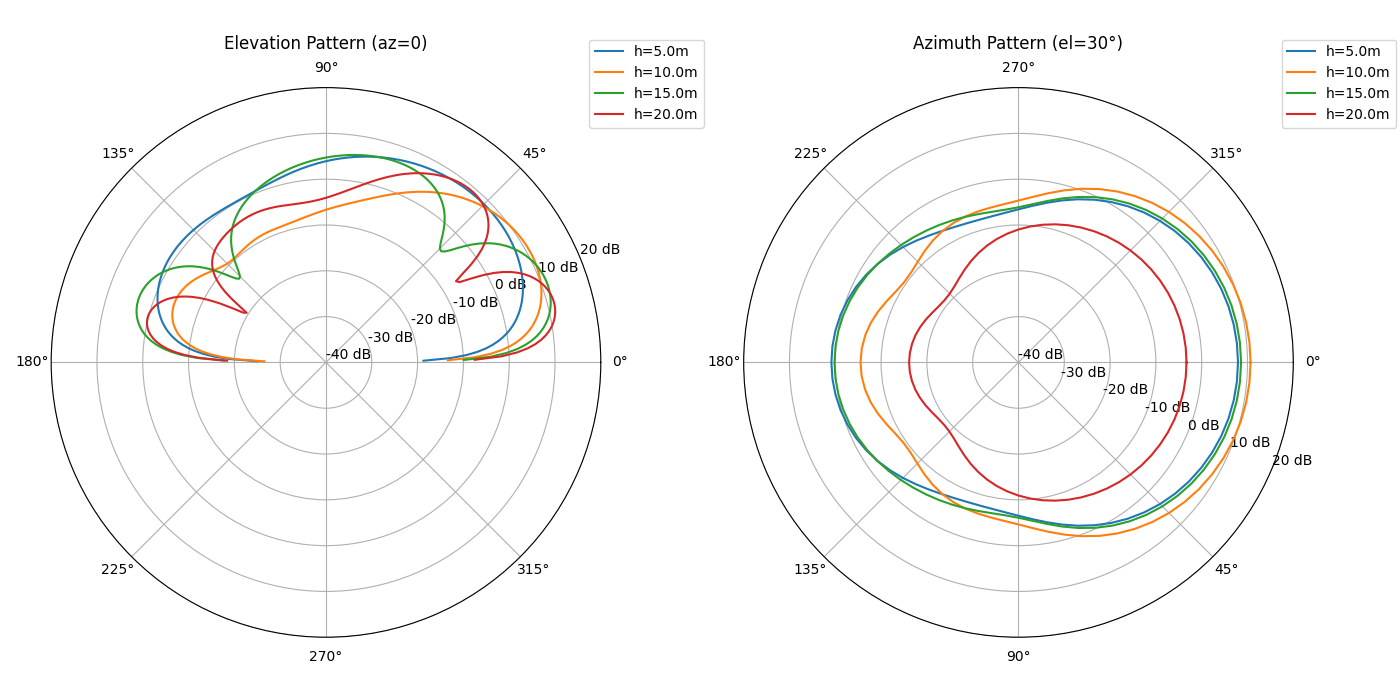 Elevation Pattern (az=0)
90°
135°
45°
180°
0°
225°
315°
270°
20 dB
10 dB
0 dB
-10 dB
-20 dB
-30 dB
-40 dB
h=5.0m
h=10.0m
h=15.0m
h=20.0m
Azimuth Pattern (el=30°)
270°
225°
315°
180°
0°
135°
45°
90°
-40 dB
-30 dB
-20 dB
-10 dB
0 dB
10 dB
20 dB
h=5.0m
h=10.0m
h=15.0m
h=20.0m